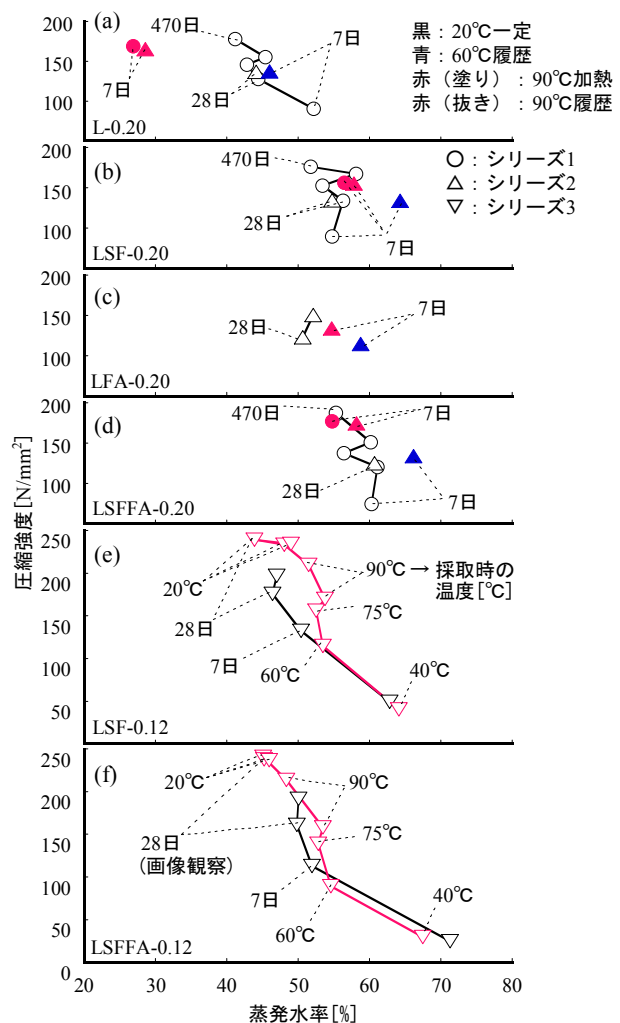 (a)
470日
7日
7日
28日
L-0.20
200
150
100
黒：20℃一定
青：60℃履歴
赤（塗り）：90℃加熱
赤（抜き）：90℃履歴
(b)
470日
28日
7日
LSF-0.20
200
150
100
○：シリーズ1
△：シリーズ2
▽：シリーズ3
(c)
28日
7日
LFA-0.20
200
150
100
(d)
470日
7日
28日
7日
LSFFA-0.20
200
150
100
(e)
20℃
28日
7日
60℃
90℃ → 採取時の
温度[℃]
75℃
40℃
LSF-0.12
250
200
150
100
50
(f)
20℃
28日
(画像観察)
7日
60℃
90℃
75℃
40℃
LSFFA-0.12
250
200
150
100
50
0
圧縮強度[N/mm²]
20 30 40 50 60 70 80
蒸発水率[%]